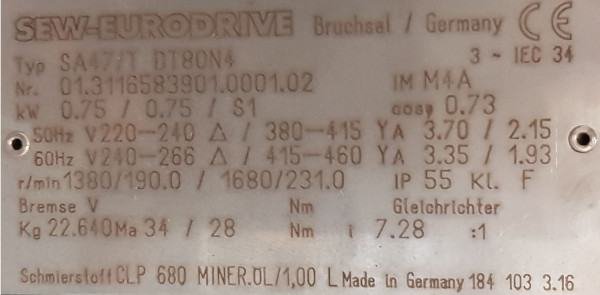 SEW-EURODRIVE Bruchsal / Germany CE
Typ SA47/T DT80N4 3 ~ IEC 34
Nr. 01.3116583901.0001.02 IM M4A
kW 0.75 / 0.75 / S1 cosφ 0.73
50Hz V220-240 Δ / 380-415 Y A 3.70 / 2.15
60Hz V240-266 Δ / 415-460 Y A 3.35 / 1.93
r/min 1380/190.0 / 1680/231.0 IP 55 Kl. F
Bremse V Nm Gleichrichter
Kg 22.640 Ma 34 / 28 Nm i 7.28 :1
Schmierstoff CLP 680 MINER.ÖL/1,00 L Made in Germany 184 103 3.16